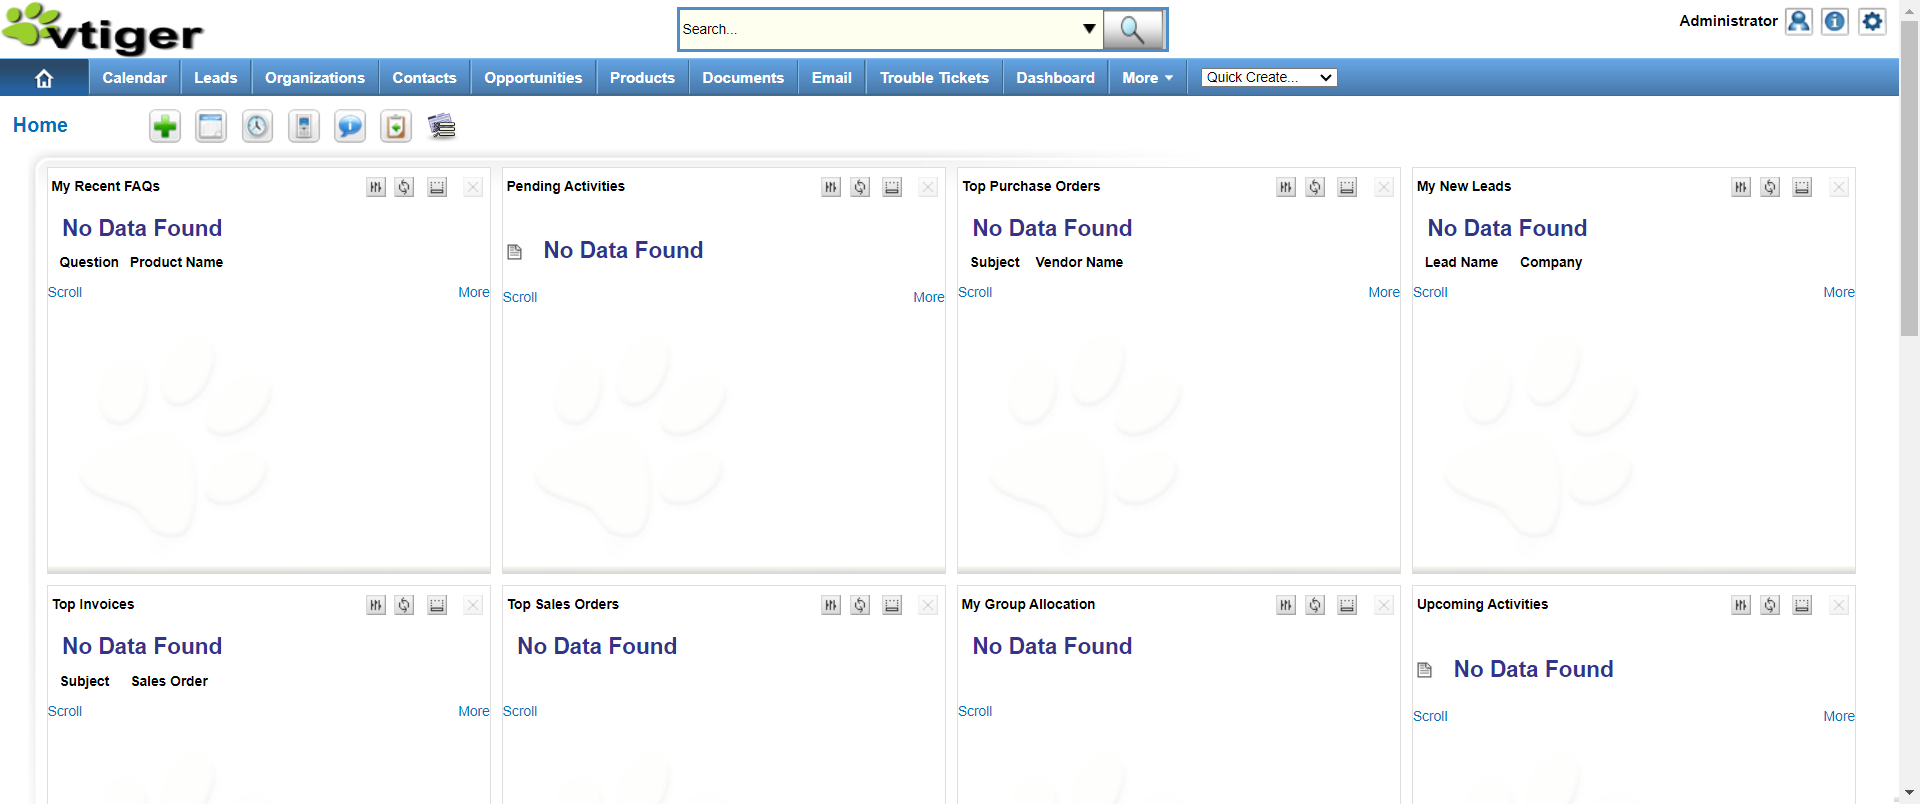 vtiger
Search...
Administrator
Calendar Leads Organizations Contacts Opportunities Products Documents Email Trouble Tickets Dashboard More Quick Create...
Home
My Recent FAQs
No Data Found
Question Product Name
Scroll More
Pending Activities
No Data Found
Scroll More
Top Purchase Orders
No Data Found
Subject Vendor Name
Scroll More
My New Leads
No Data Found
Lead Name Company
Scroll More
Top Invoices
No Data Found
Subject Sales Order
Scroll More
Top Sales Orders
No Data Found
Scroll
My Group Allocation
No Data Found
Scroll
Upcoming Activities
No Data Found
Scroll More